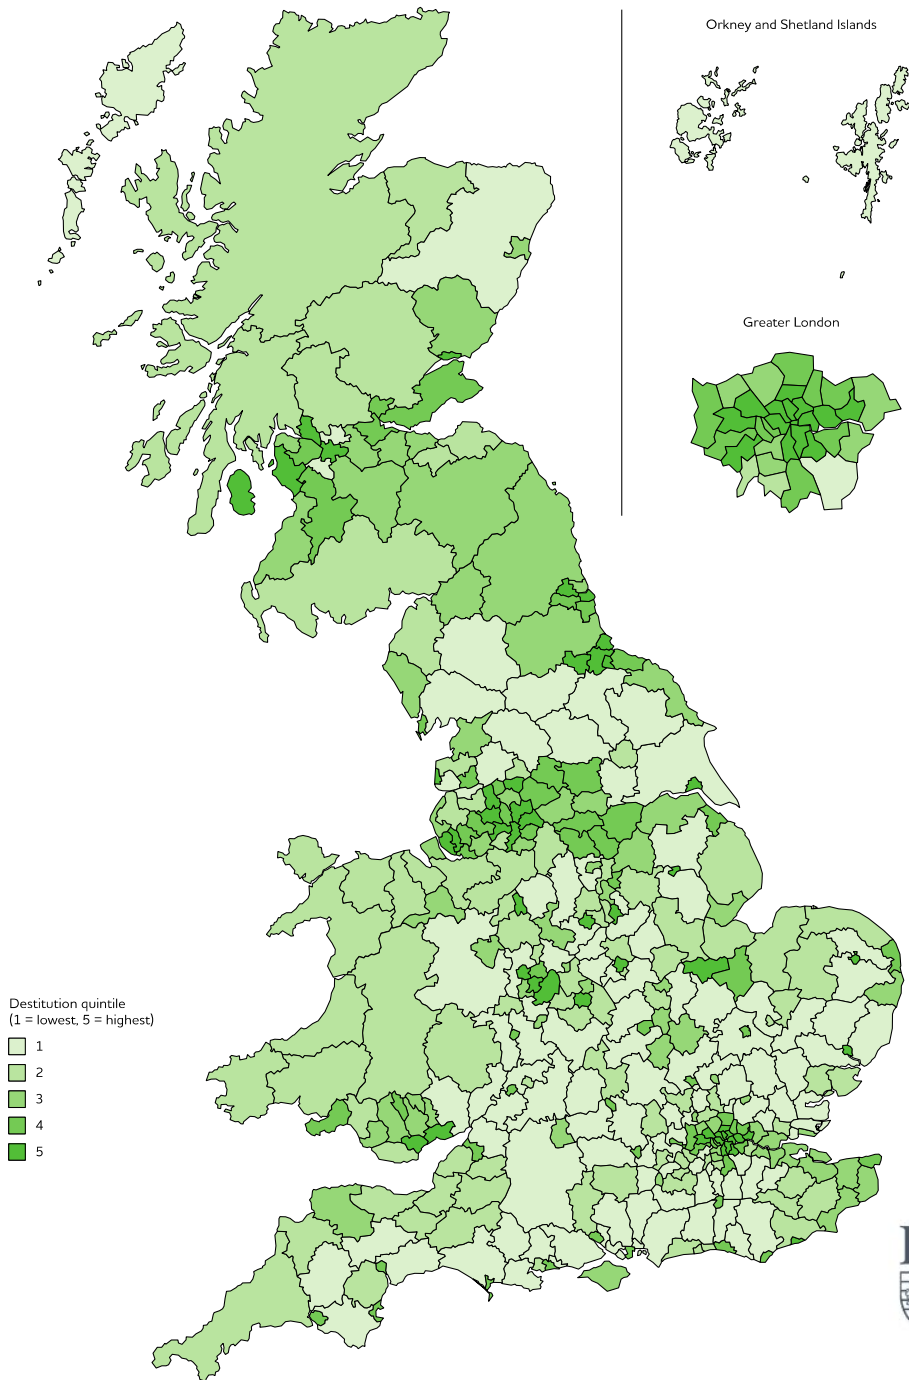 Orkney and Shetland Islands
Greater London
Destitution quintile
(1 = lowest, 5 = highest)
1
2
3
4
5